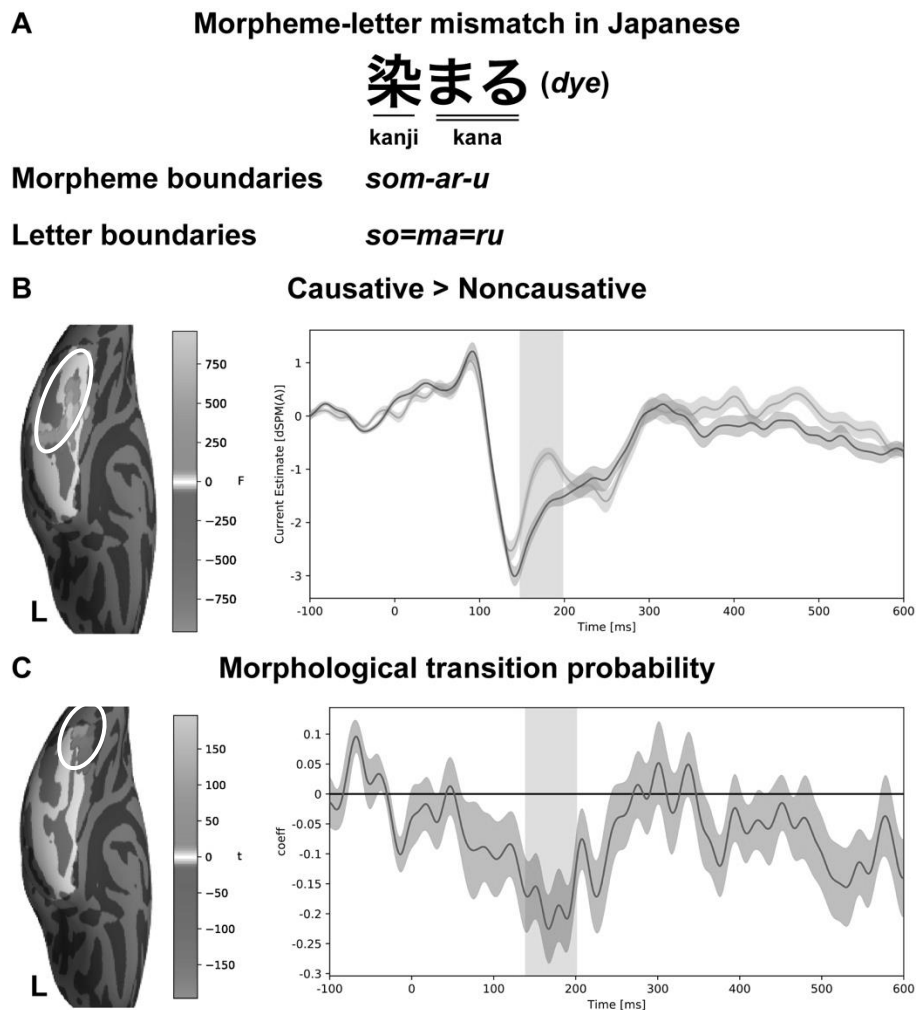 A Morpheme-letter mismatch in Japanese
染まる (dye)
kanji kana
Morpheme boundaries som-ar-u
Letter boundaries so=ma=ru
B Causative > Noncausative
750
500
250
0 F
−250
−500
−750
L
Current Estimate [dSPM(A)]
1
0
-1
-2
-3
-100 0 100 200 300 400 500 600
Time [ms]
C Morphological transition probability
150
100
50
0 t
−50
−100
−150
L
coeff
0.1
0.05
0
-0.05
-0.1
-0.15
-0.2
-0.25
-0.3
-100 0 100 200 300 400 500 600
Time [ms]